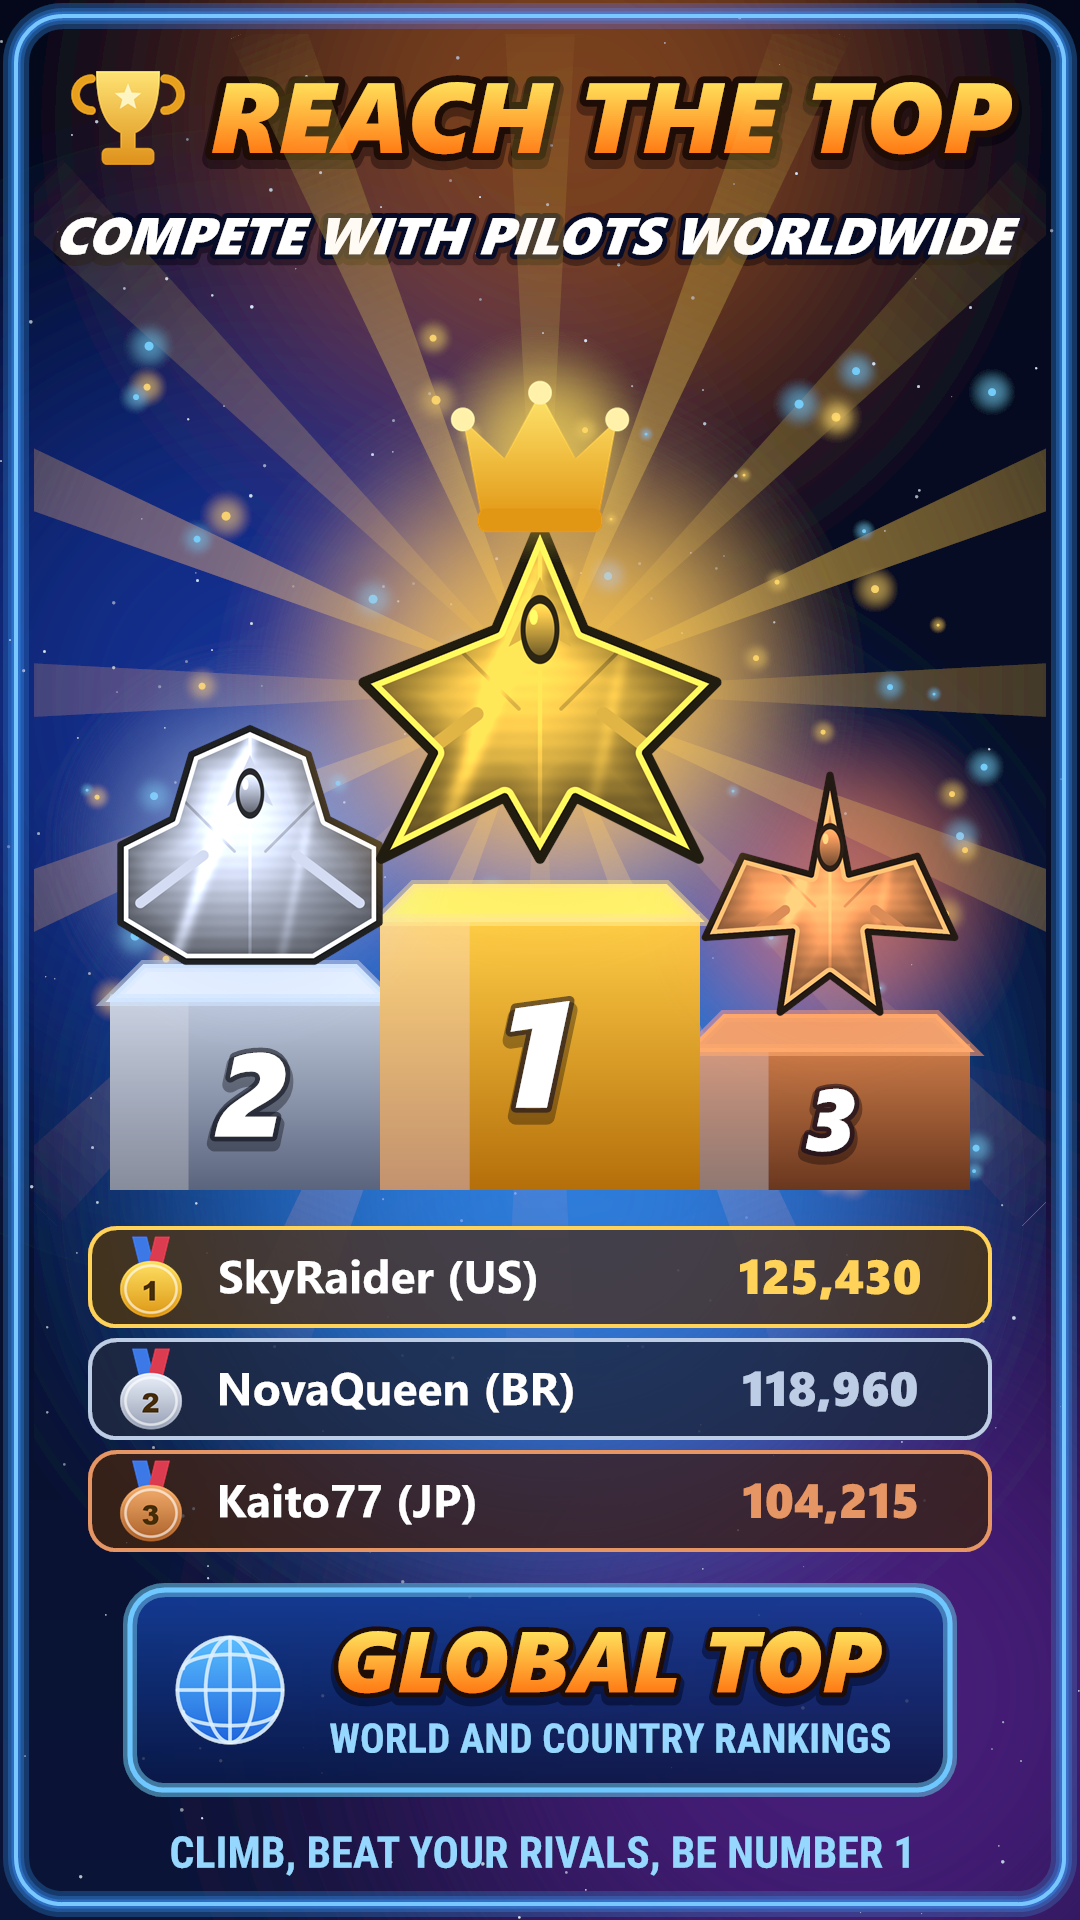 REACH THE TOP
COMPETE WITH PILOTS WORLDWIDE
1
2
3
1 SkyRaider (US) 125,430
2 NovaQueen (BR) 118,960
3 Kaito77 (JP) 104,215
GLOBAL TOP
WORLD AND COUNTRY RANKINGS
CLIMB, BEAT YOUR RIVALS, BE NUMBER 1